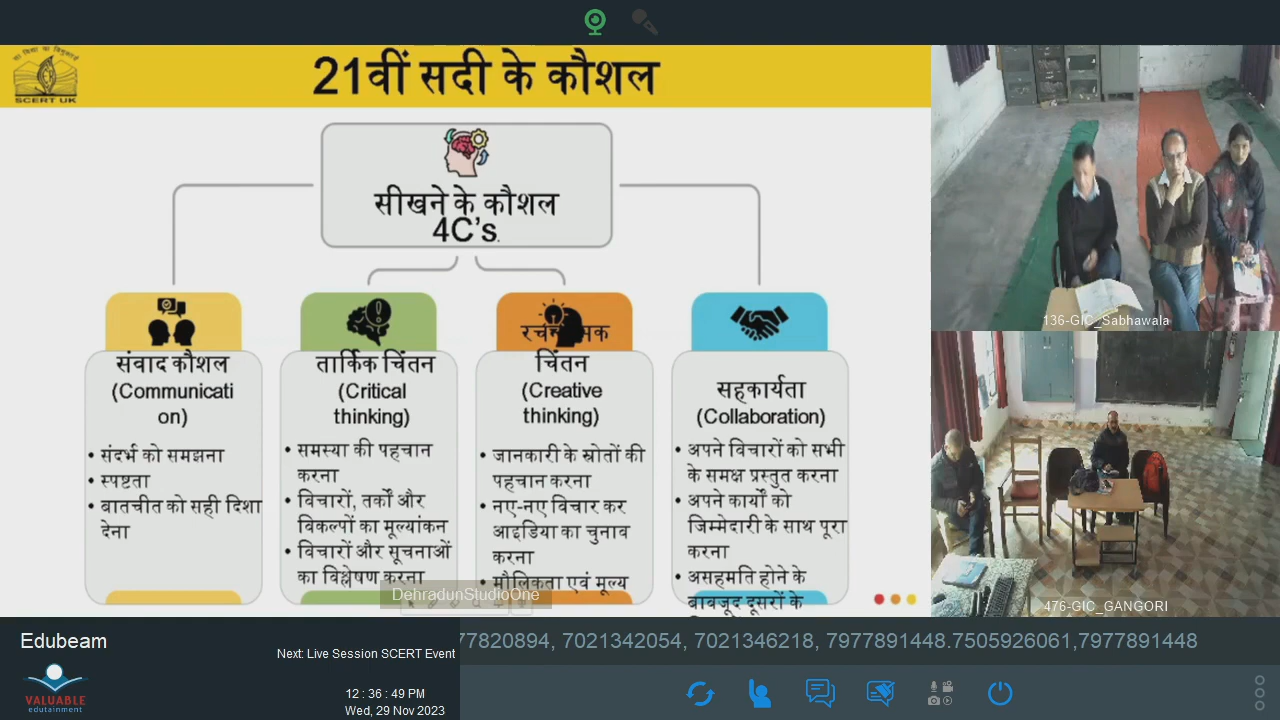 SCERT UK
21वीं सदी के कौशल
सीखने के कौशल
4C's.
संवाद कौशल
(Communicati
on)
• संदर्भ को समझना
• स्पष्टता
• बातचीत को सही दिशा
देना
तार्किक चिंतन
(Critical
thinking)
• समस्या की पहचान
करना
• विचारों, तर्कों और
विकल्पों का मूल्यांकन
• विचारों और सूचनाओं
का विश्लेषण करना
चिंतन
(Creative
thinking)
• जानकारी के स्रोतों की
पहचान करना
• नए-नए विचार कर
आइडिया का चुनाव
करना
• मौलिकता एवं मूल्य
सहकार्यता
(Collaboration)
• अपने विचारों को सभी
के समक्ष प्रस्तुत करना
• अपने कार्यों को
जिम्मेदारी के साथ पूरा
करना
• असहमति होने के
बावजूद दूसरों के
DehradunStudioOne
136-GIC_Sabhawala
476-GIC_GANGORI
Edubeam
Next: Live Session SCERT Event
77820894, 7021342054, 7021346218, 7977891448.7505926061,7977891448
VALUABLE
edutainment
12 : 36 : 49 PM
Wed, 29 Nov 2023